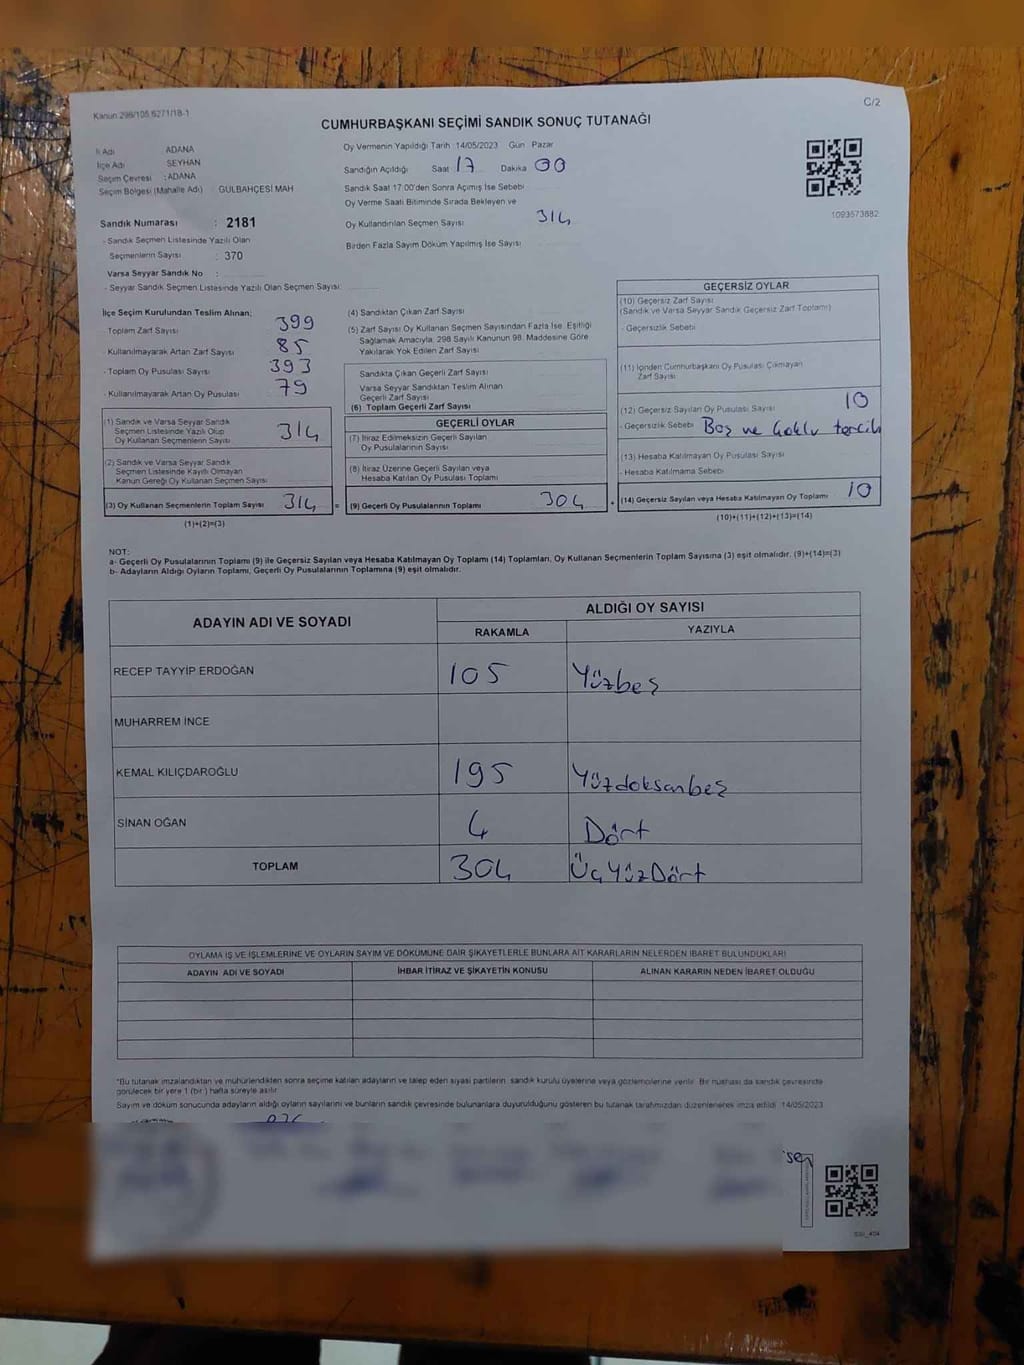 Kanun 298/105,6271/18-1
C/2
CUMHURBAŞKANI SEÇİMİ SANDIK SONUÇ TUTANAĞI
İl Adı ADANA
İlçe Adı SEYHAN
Seçim Çevresi : ADANA
Seçim Bölgesi (Mahalle Adı) : GÜLBAHÇESİ MAH
Sandık Numarası : 2181
- Sandık Seçmen Listesinde Yazılı Olan
Seçmenlerin Sayısı : 370
Varsa Seyyar Sandık No :
- Seyyar Sandık Seçmen Listesinde Yazılı Olan Seçmen Sayısı:
Oy Vermenin Yapıldığı Tarih 14/05/2023 Gün Pazar
Sandığın Açıldığı Saat 17 Dakika 00
Sandık Saat 17:00'den Sonra Açımış İse Sebebi
Oy Verme Saati Bitiminde Sırada Bekleyen ve
Oy Kullandırılan Seçmen Sayısı: 314
Birden Fazla Sayım Döküm Yapılmış İse Sayısı
1093573882
İlçe Seçim Kurulundan Teslim Alınan;
- Toplam Zarf Sayısı 399
- Kullanılmayarak Artan Zarf Sayısı 85
- Toplam Oy Pusulası Sayısı 393
- Kullanılmayarak Artan Oy Pusulası 79
(1) Sandık ve Varsa Seyyar Sandık
Seçmen Listesinde Yazılı Olup
Oy Kullanan Seçmenlerin Sayısı 314
(2) Sandık ve Varsa Seyyar Sandık
Seçmen Listesinde Kayıtlı Olmayan
Kanun Gereği Oy Kullanan Seçmen Sayısı
(3) Oy Kullanan Seçmenlerin Toplam Sayısı 314 =
(1)+(2)=(3)
(4) Sandıktan Çıkan Zarf Sayısı
(5) Zarf Sayısı Oy Kullanan Seçmen Sayısından Fazla İse, Eşitliği
Sağlamak Amacıyla, 298 Sayılı Kanunun 98. Maddesine Göre
Yakılarak Yok Edilen Zarf Sayısı
Sandıkta Çıkan Geçerli Zarf Sayısı
Varsa Seyyar Sandıktan Teslim Alınan
Geçerli Zarf Sayısı
(6) Toplam Geçerli Zarf Sayısı
GEÇERLİ OYLAR
(7) İtiraz Edilmeksizin Geçerli Sayılan
Oy Pusulalarının Sayısı
(8) İtiraz Üzerine Geçerli Sayılan veya
Hesaba Katılan Oy Pusulası Toplamı
(9) Geçerli Oy Pusulalarının Toplamı 304 +
GEÇERSİZ OYLAR
(10) Geçersiz Zarf Sayısı
(Sandık ve Varsa Seyyar Sandık Geçersiz Zarf Toplamı)
- Geçersizlik Sebebi
(11) İçinden Cumhurbaşkanı Oy Pusulası Çıkmayan
Zarf Sayısı
(12) Geçersiz Sayılan Oy Pusulası Sayısı 10
- Geçersizlik Sebebi Boş ve Çoklu tercih
(13) Hesaba Katılmayan Oy Pusulası Sayısı
- Hesaba Katılmama Sebebi
(14) Geçersiz Sayılan veya Hesaba Katılmayan Oy Toplamı 10
(10)+(11)+(12)+(13)=(14)
NOT:
a- Geçerli Oy Pusulalarının Toplamı (9) ile Geçersiz Sayılan veya Hesaba Katılmayan Oy Toplamı (14) Toplamları, Oy Kullanan Seçmenlerin Toplam Sayısına (3) eşit olmalıdır. (9)+(14)=(3)
b- Adayların Aldığı Oyların Toplamı, Geçerli Oy Pusulalarının Toplamına (9) eşit olmalıdır.
ADAYIN ADI VE SOYADI ALDIĞI OY SAYISI
RAKAMLA YAZIYLA
RECEP TAYYİP ERDOĞAN 105 Yüzbeş
MUHARREM İNCE
KEMAL KILIÇDAROĞLU 195 Yüzdoksanbeş
SİNAN OĞAN 4 Dört
TOPLAM 304 ÜçYüzDört
OYLAMA İŞ VE İŞLEMLERİNE VE OYLARIN SAYIM VE DÖKÜMÜNE DAİR ŞİKAYETLERLE BUNLARA AİT KARARLARIN NELERDEN İBARET BULUNDUKLARI
ADAYIN ADI VE SOYADI İHBAR İTİRAZ VE ŞİKAYETİN KONUSU ALINAN KARARIN NEDEN İBARET OLDUĞU
*Bu tutanak imzalandıktan ve mühürlendikten sonra seçime katılan adayların ve talep eden siyasi partilerin sandık kurulu üyelerine veya gözlemcilerine verilir. Bir nüshası da sandık çevresinde
görülecek bir yere 1 (bir) hafta süreyle asılır.
Sayım ve döküm sonucunda adayların aldığı oyların sayılarını ve bunların sandık çevresinde bulunanlara duyurulduğunu gösteren bu tutanak tarafımızdan düzenlenerek imza edildi. 14/05/2023